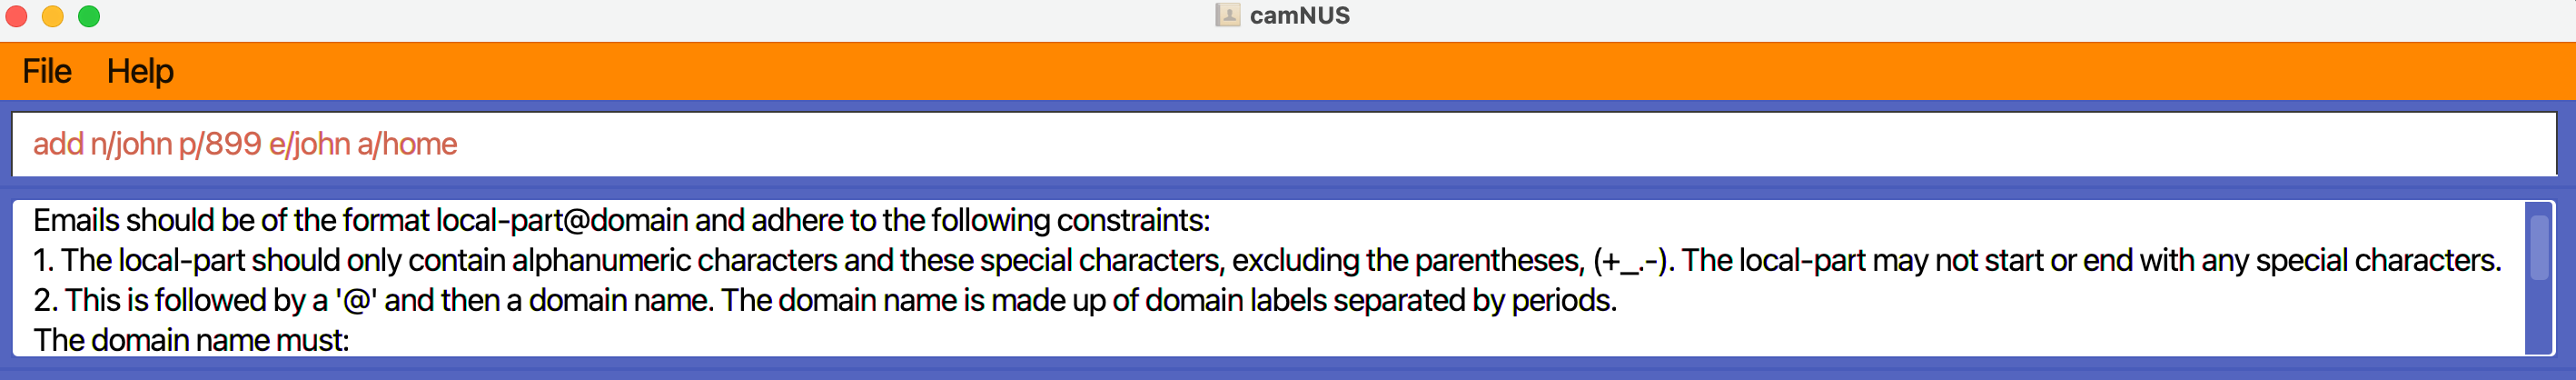 camNUS
File Help
add n/john p/899 e/john a/home
Emails should be of the format local-part@domain and adhere to the following constraints:
1. The local-part should only contain alphanumeric characters and these special characters, excluding the parentheses, (+_.-). The local-part may not start or end with any special characters.
2. This is followed by a '@' and then a domain name. The domain name is made up of domain labels separated by periods.
The domain name must: